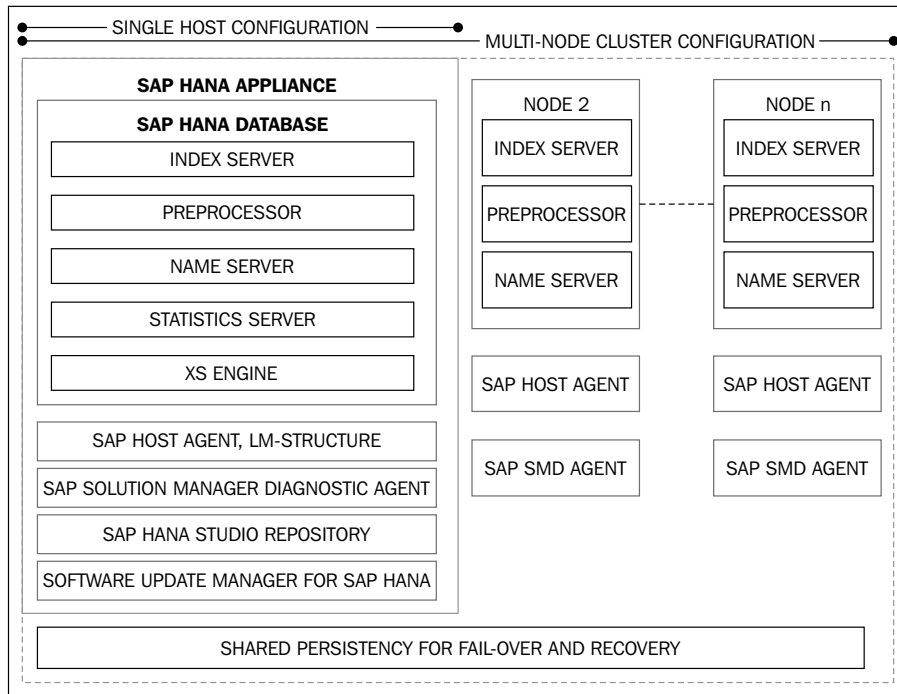 SINGLE HOST CONFIGURATION
MULTI-NODE CLUSTER CONFIGURATION
SAP HANA APPLIANCE
SAP HANA DATABASE
INDEX SERVER
PREPROCESSOR
NAME SERVER
STATISTICS SERVER
XS ENGINE
SAP HOST AGENT, LM-STRUCTURE
SAP SOLUTION MANAGER DIAGNOSTIC AGENT
SAP HANA STUDIO REPOSITORY
SOFTWARE UPDATE MANAGER FOR SAP HANA
NODE 2
INDEX SERVER
PREPROCESSOR
NAME SERVER
SAP HOST AGENT
SAP SMD AGENT
NODE n
INDEX SERVER
PREPROCESSOR
NAME SERVER
SAP HOST AGENT
SAP SMD AGENT
SHARED PERSISTENCY FOR FAIL-OVER AND RECOVERY